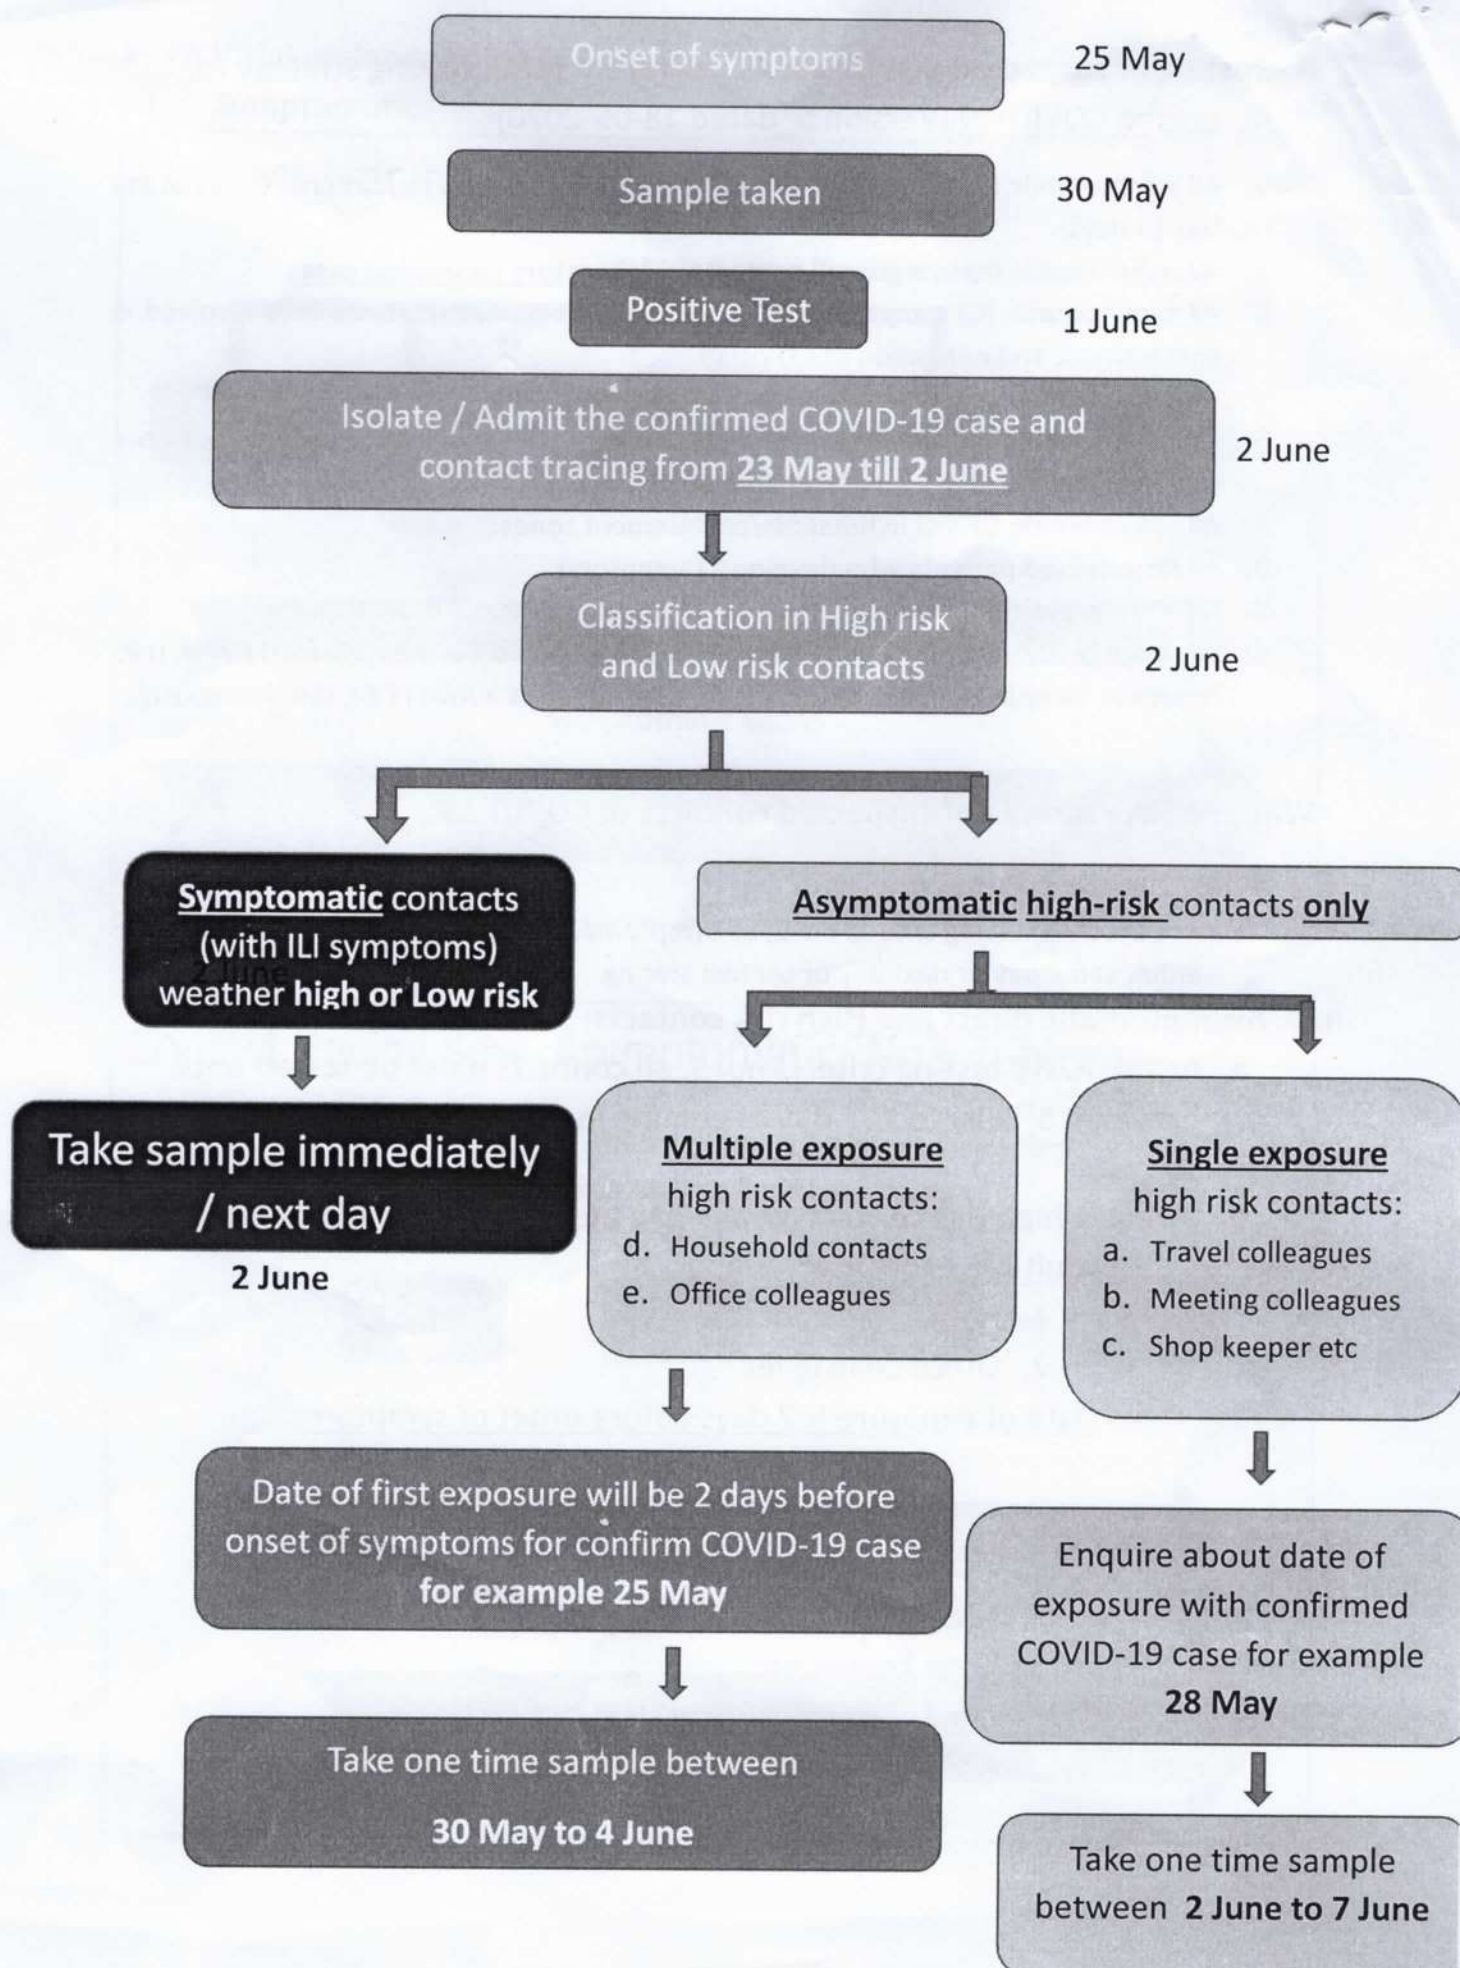 Onset of symptoms
25 May
Sample taken
30 May
Positive Test
1 June
Isolate / Admit the confirmed COVID-19 case and
contact tracing from 23 May till 2 June
2 June
Classification in High risk
and Low risk contacts
2 June
Symptomatic contacts
(with ILI symptoms)
2 June
weather high or Low risk
Asymptomatic high-risk contacts only
Take sample immediately
/ next day
2 June
Multiple exposure
high risk contacts:
d. Household contacts
e. Office colleagues
Single exposure
high risk contacts:
a. Travel colleagues
b. Meeting colleagues
c. Shop keeper etc
Date of first exposure will be 2 days before
onset of symptoms for confirm COVID-19 case
for example 25 May
Enquire about date of
exposure with confirmed
COVID-19 case for example
28 May
Take one time sample between
30 May to 4 June
Take one time sample
between 2 June to 7 June